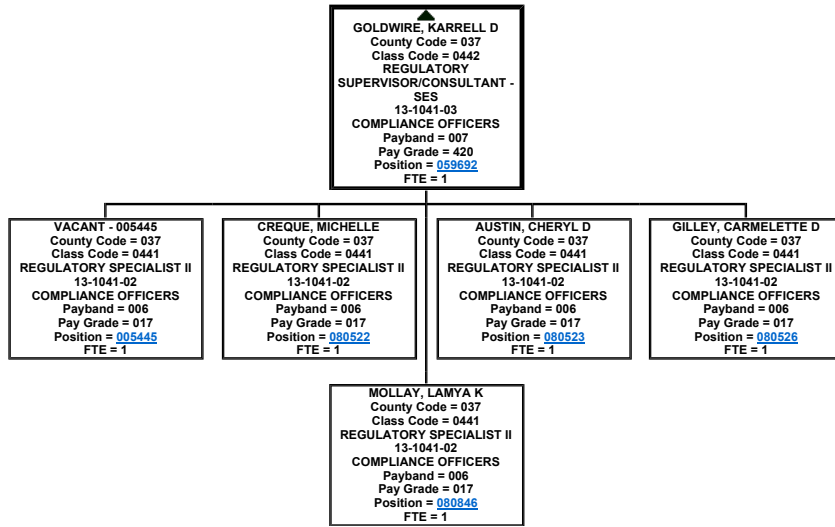 GOLDWIRE, KARRELL D
County Code = 037
Class Code = 0442
REGULATORY
SUPERVISOR/CONSULTANT -
SES
13-1041-03
COMPLIANCE OFFICERS
Payband = 007
Pay Grade = 420
Position = 059692
FTE = 1
VACANT - 005445
County Code = 037
Class Code = 0441
REGULATORY SPECIALIST II
13-1041-02
COMPLIANCE OFFICERS
Payband = 006
Pay Grade = 017
Position = 005445
FTE = 1
CREQUE, MICHELLE
County Code = 037
Class Code = 0441
REGULATORY SPECIALIST II
13-1041-02
COMPLIANCE OFFICERS
Payband = 006
Pay Grade = 017
Position = 080522
FTE = 1
AUSTIN, CHERYL D
County Code = 037
Class Code = 0441
REGULATORY SPECIALIST II
13-1041-02
COMPLIANCE OFFICERS
Payband = 006
Pay Grade = 017
Position = 080523
FTE = 1
GILLEY, CARMELETTE D
County Code = 037
Class Code = 0441
REGULATORY SPECIALIST II
13-1041-02
COMPLIANCE OFFICERS
Payband = 006
Pay Grade = 017
Position = 080526
FTE = 1
MOLLAY, LAMYA K
County Code = 037
Class Code = 0441
REGULATORY SPECIALIST II
13-1041-02
COMPLIANCE OFFICERS
Payband = 006
Pay Grade = 017
Position = 080846
FTE = 1